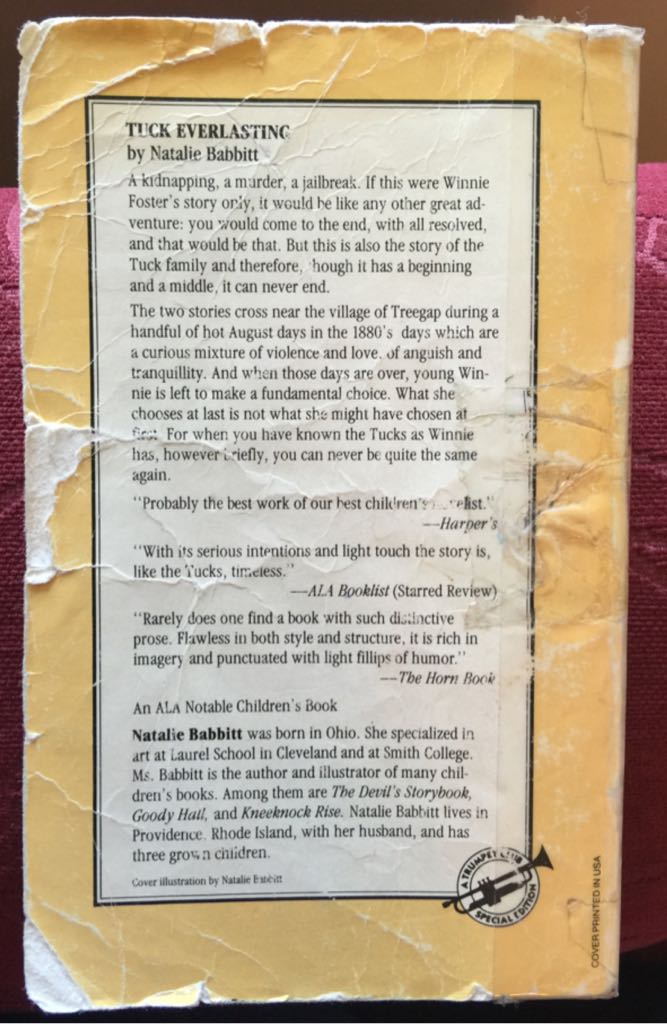 TUCK EVERLASTING
by Natalie Babbitt
A kidnapping, a murder, a jailbreak. If this were Winnie
Foster's story only, it would be like any other great ad-
venture: you would come to the end, with all resolved,
and that would be that. But this is also the story of the
Tuck family and therefore, though it has a beginning
and a middle, it can never end.
The two stories cross near the village of Treegap during a
handful of hot August days in the 1880's days which are
a curious mixture of violence and love, of anguish and
tranquillity. And when those days are over, young Win-
nie is left to make a fundamental choice. What she
chooses at last is not what she might have chosen at
first. For when you have known the Tucks as Winnie
has, however briefly, you can never be quite the same
again.
"Probably the best work of our best children's
—Harper's
"With its serious intentions and light touch the story is,
like the Tucks, timeless."
—ALA Booklist (Starred Review)
"Rarely does one find a book with such distinctive
prose. Flawless in both style and structure, it is rich in
imagery and punctuated with light fillips of humor."
—The Horn Book
An ALA Notable Children's Book
Natalie Babbitt was born in Ohio. She specialized in
art at Laurel School in Cleveland and at Smith College.
Ms. Babbitt is the author and illustrator of many chil-
dren's books. Among them are The Devil's Storybook,
Goody Hall, and Kneeknock Rise. Natalie Babbitt lives in
Providence, Rhode Island, with her husband, and has
three grown children.
Cover illustration by Natalie Babbitt
A TRUMPET CLUB
SPECIAL EDITION
COVER PRINTED IN USA